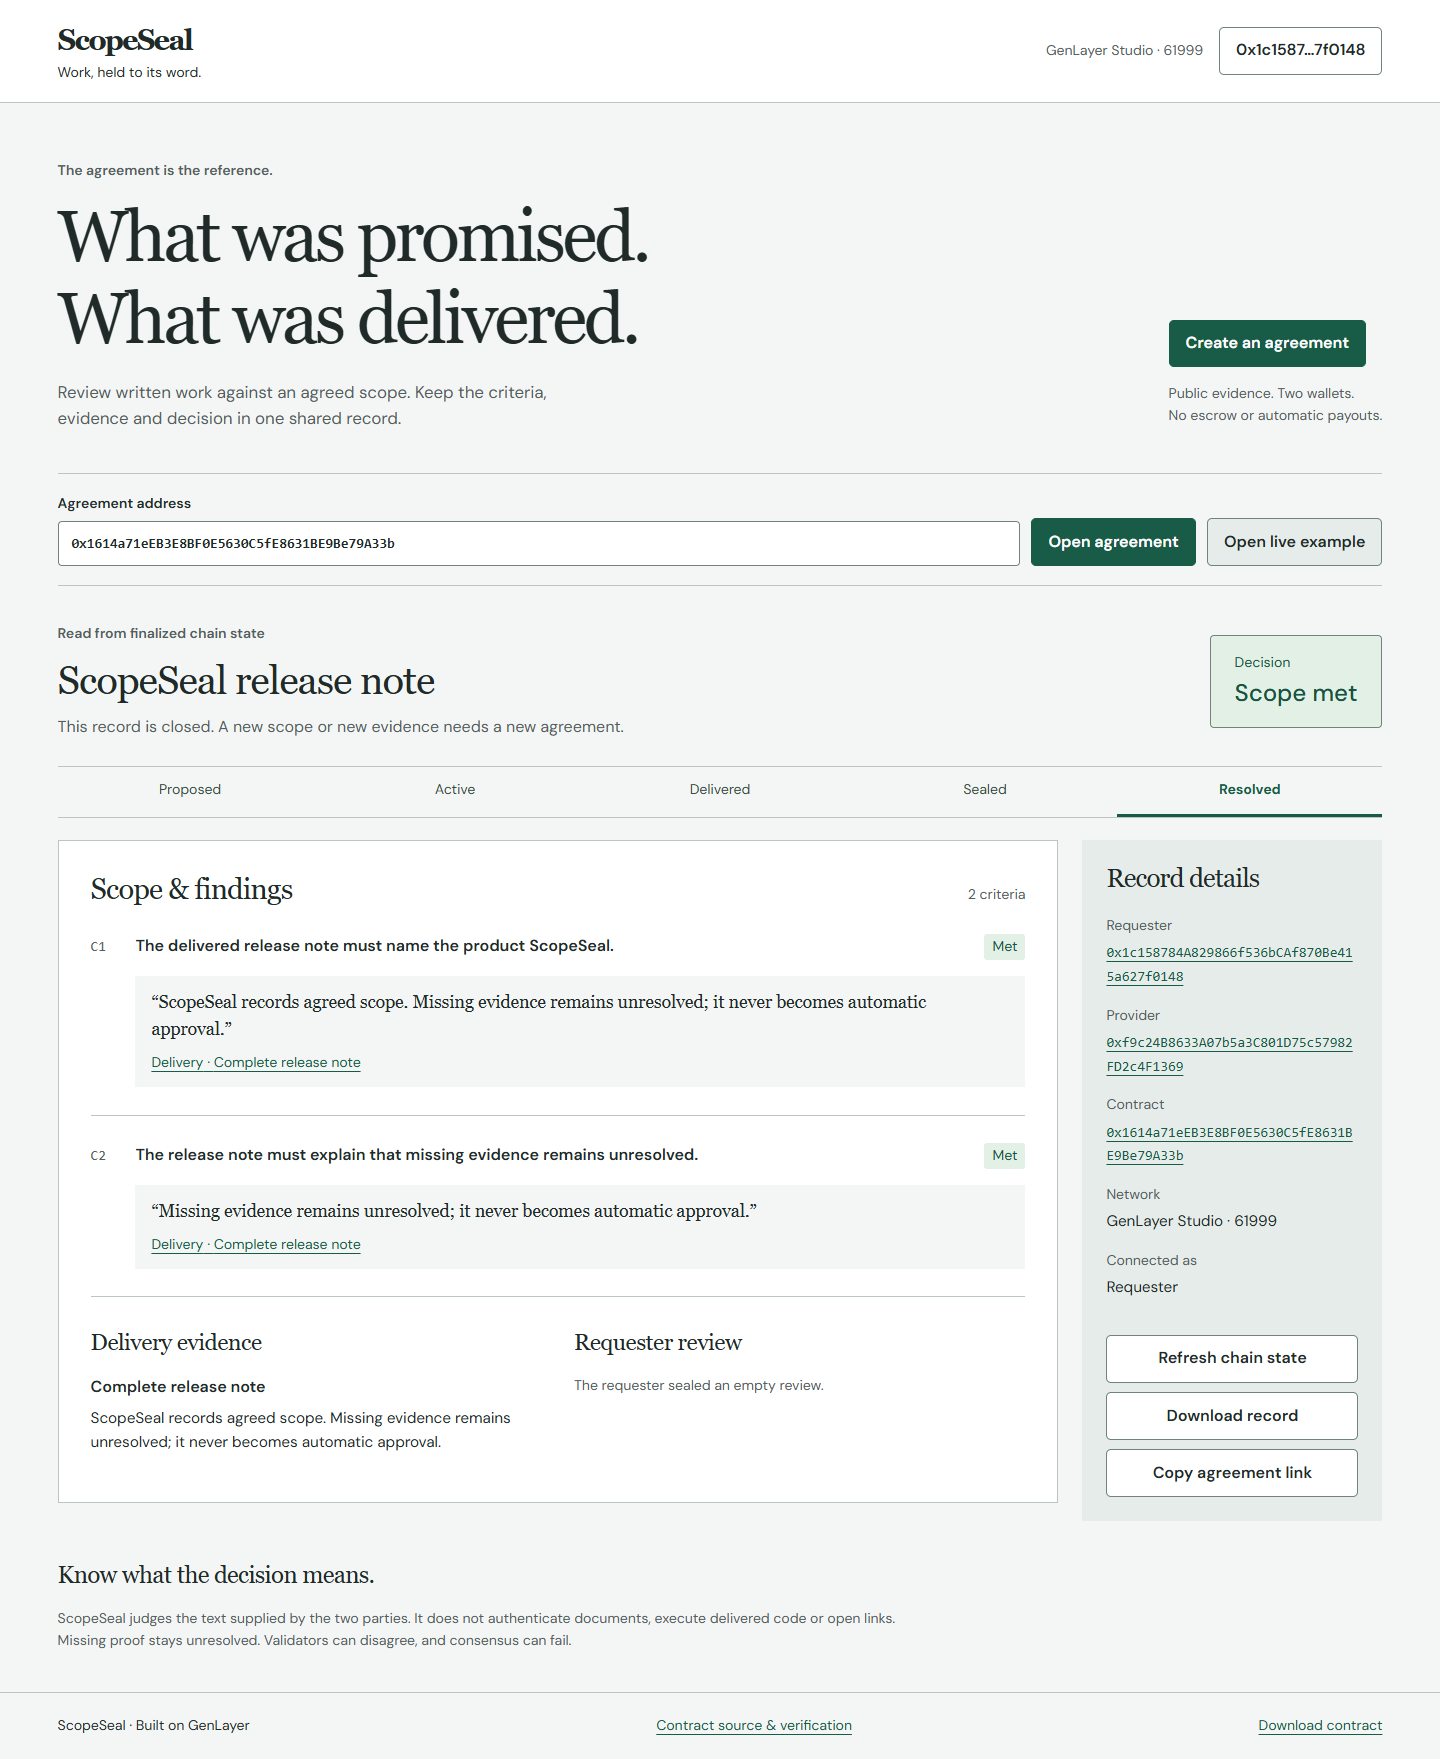 ScopeSeal
Work, held to its word.
GenLayer Studio · 61999
0x1c1587...7f0148
The agreement is the reference.
What was promised.
What was delivered.
Review written work against an agreed scope. Keep the criteria,
evidence and decision in one shared record.
Create an agreement
Public evidence. Two wallets.
No escrow or automatic payouts.
Agreement address
0x1614a71eEB3E8BF0E5630C5fE8631BE9Be79A33b
Open agreement
Open live example
Read from finalized chain state
ScopeSeal release note
This record is closed. A new scope or new evidence needs a new agreement.
Decision
Scope met
Proposed
Active
Delivered
Sealed
Resolved
Scope & findings
2 criteria
C1
The delivered release note must name the product ScopeSeal.
Met
“ScopeSeal records agreed scope. Missing evidence remains unresolved; it never becomes automatic
approval.”
Delivery · Complete release note
C2
The release note must explain that missing evidence remains unresolved.
Met
“Missing evidence remains unresolved; it never becomes automatic approval.”
Delivery · Complete release note
Delivery evidence
Complete release note
ScopeSeal records agreed scope. Missing evidence remains
unresolved; it never becomes automatic approval.
Requester review
The requester sealed an empty review.
Record details
Requester
0x1c158784A829866f536bCAf870Be41
5a627f0148
Provider
0xf9c24B8633A07b5a3C801D75c57982
FD2c4F1369
Contract
0x1614a71eEB3E8BF0E5630C5fE8631B
E9Be79A33b
Network
GenLayer Studio · 61999
Connected as
Requester
Refresh chain state
Download record
Copy agreement link
Know what the decision means.
ScopeSeal judges the text supplied by the two parties. It does not authenticate documents, execute delivered code or open links.
Missing proof stays unresolved. Validators can disagree, and consensus can fail.
ScopeSeal · Built on GenLayer
Contract source & verification
Download contract